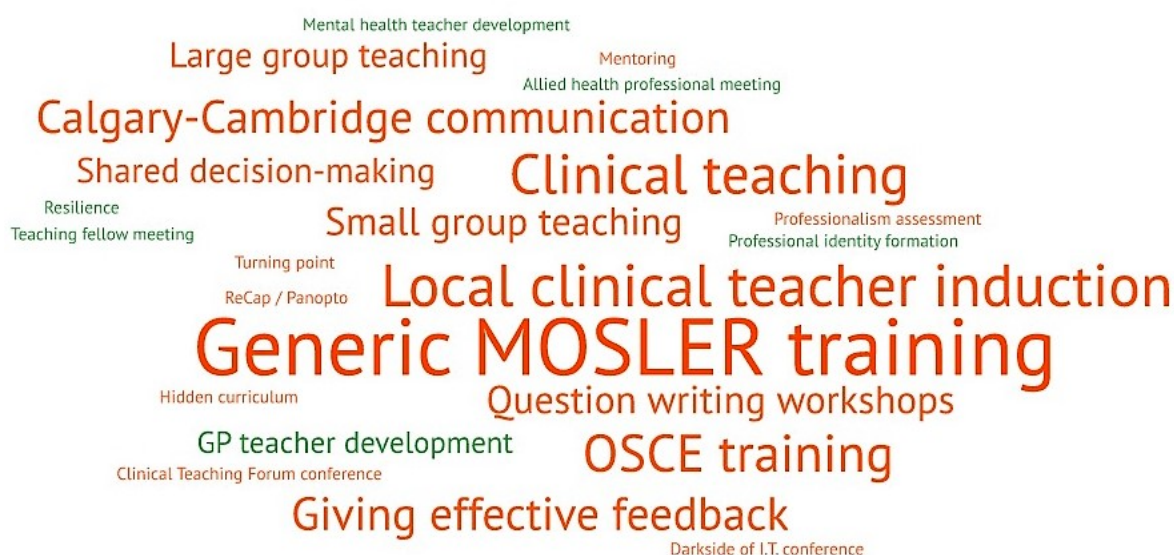 Mental health teacher development
Large group teaching
Mentoring
Allied health professional meeting
Calgary-Cambridge communication
Shared decision-making
Clinical teaching
Resilience
Small group teaching
Professionalism assessment
Teaching fellow meeting
Professional identity formation
Turning point
Local clinical teacher induction
ReCap / Panopto
Generic MOSLER training
Hidden curriculum
Question writing workshops
GP teacher development
OSCE training
Clinical Teaching Forum conference
Giving effective feedback
Darkside of I.T. conference